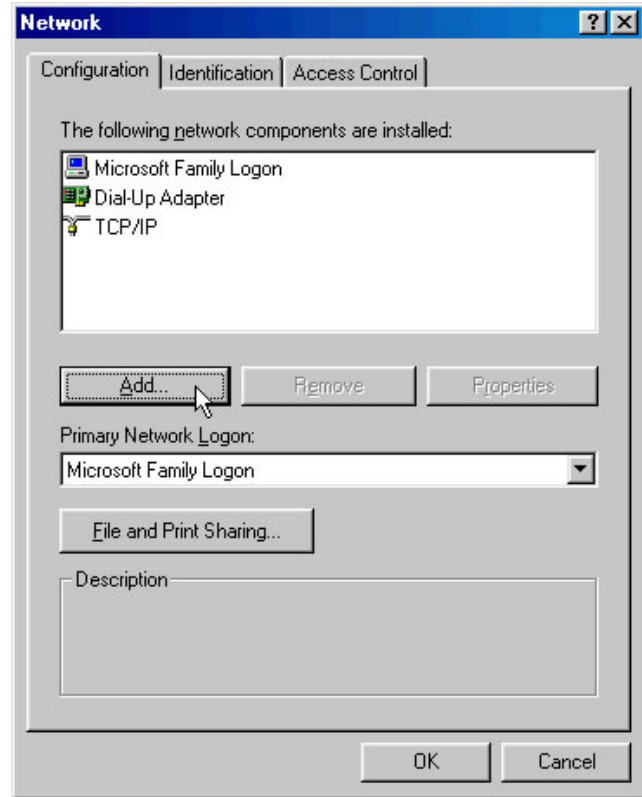 Network
Configuration Identification Access Control
The following network components are installed:
Microsoft Family Logon
Dial-Up Adapter
TCP/IP
Add... Remove Properties
Primary Network Logon:
Microsoft Family Logon
File and Print Sharing...
Description
OK Cancel